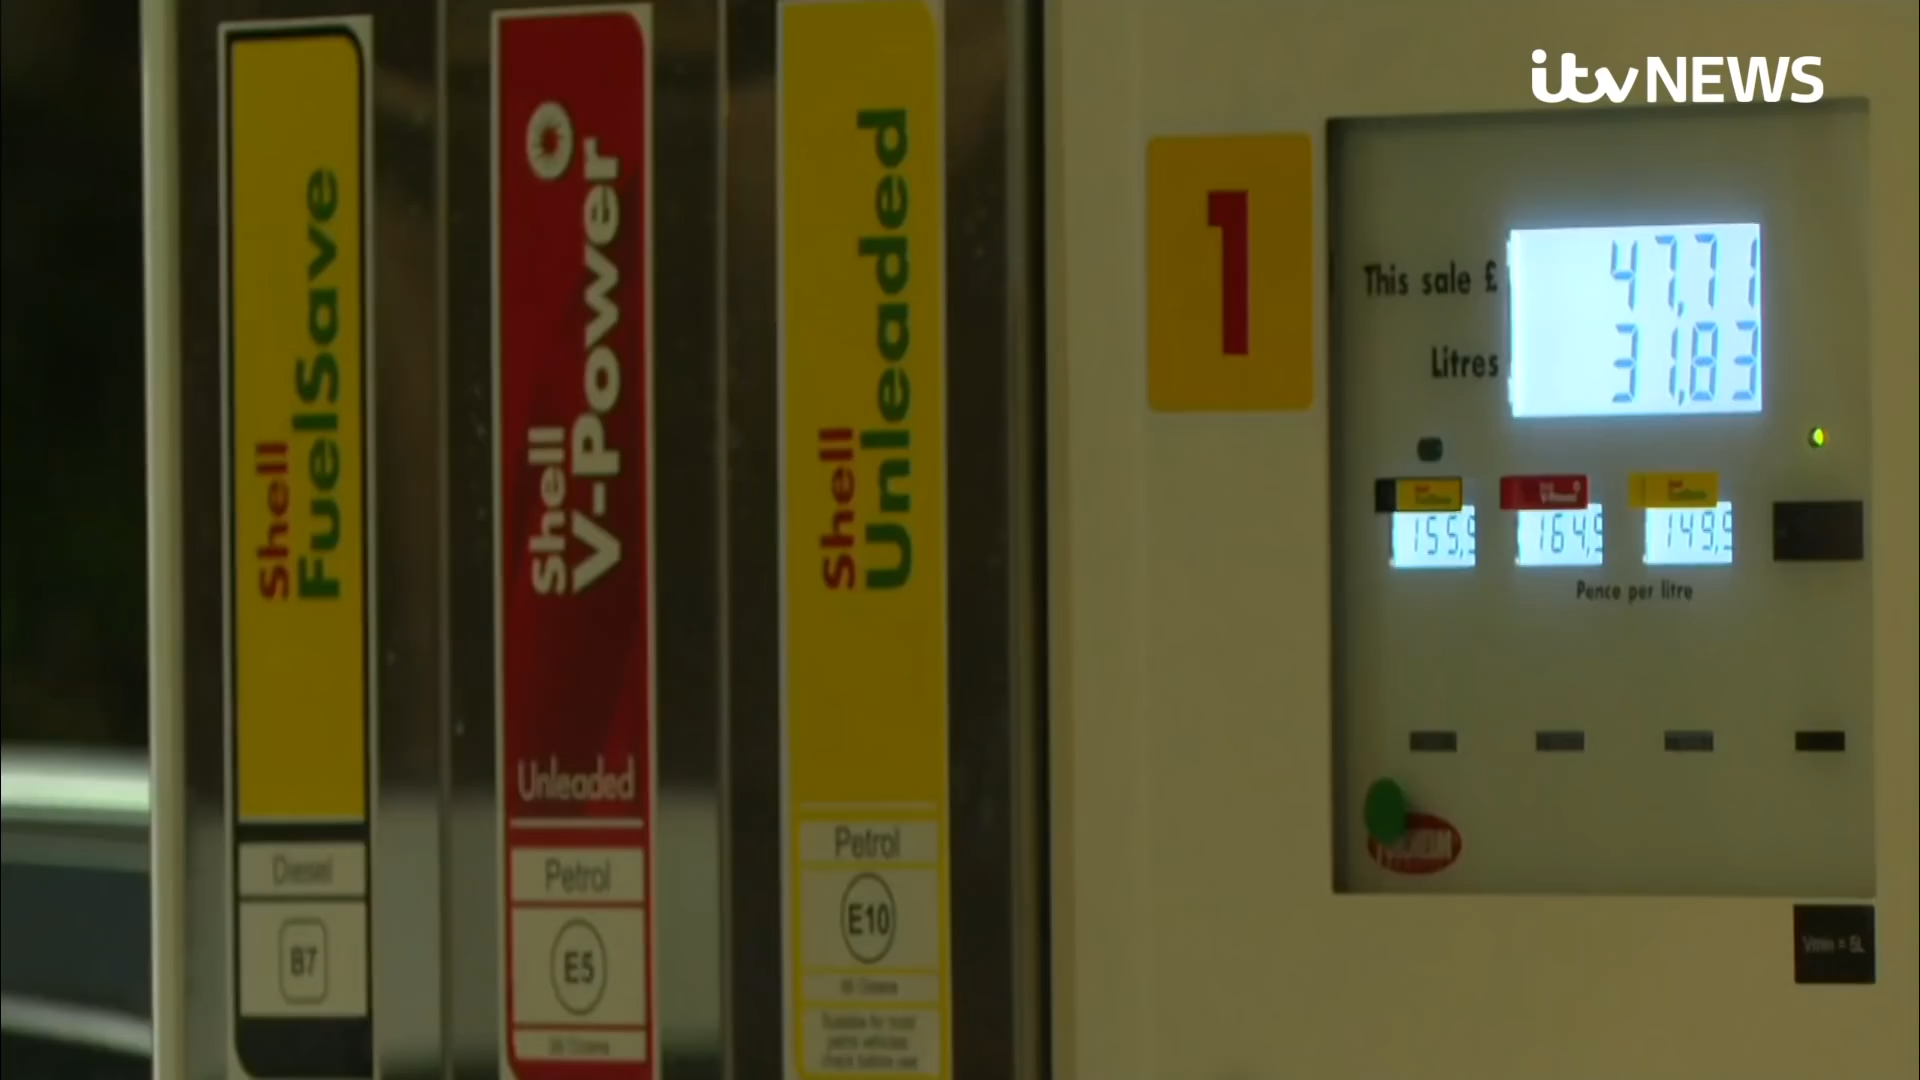 itv NEWS
Shell
FuelSave
Diesel
B7
Shell
V-Power
Unleaded
Petrol
E5
Shell
Unleaded
Petrol
E10
1
This sale £
47,71
Litres
31,83
155,9
164,9
149,9
Pence per litre